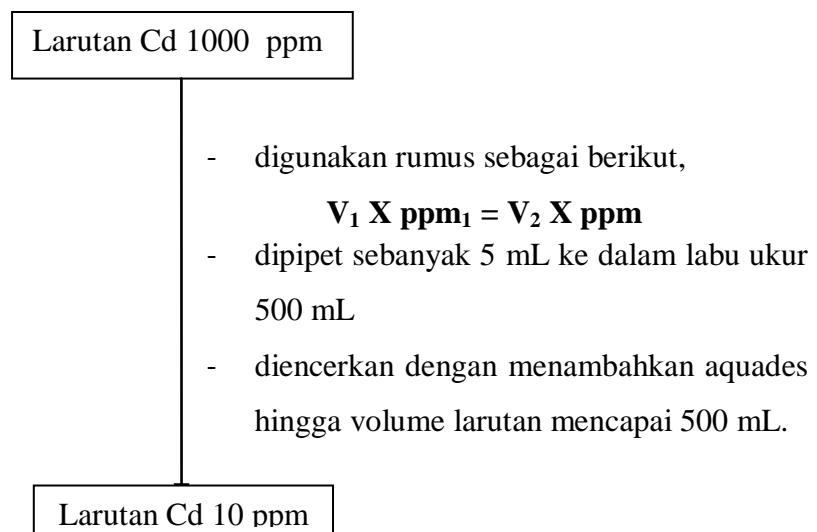 Larutan Cd 1000 ppm
- digunakan rumus sebagai berikut,
V₁ X ppm₁ = V₂ X ppm
- dipipet sebanyak 5 mL ke dalam labu ukur
500 mL
- diencerkan dengan menambahkan aquades
hingga volume larutan mencapai 500 mL.
Larutan Cd 10 ppm